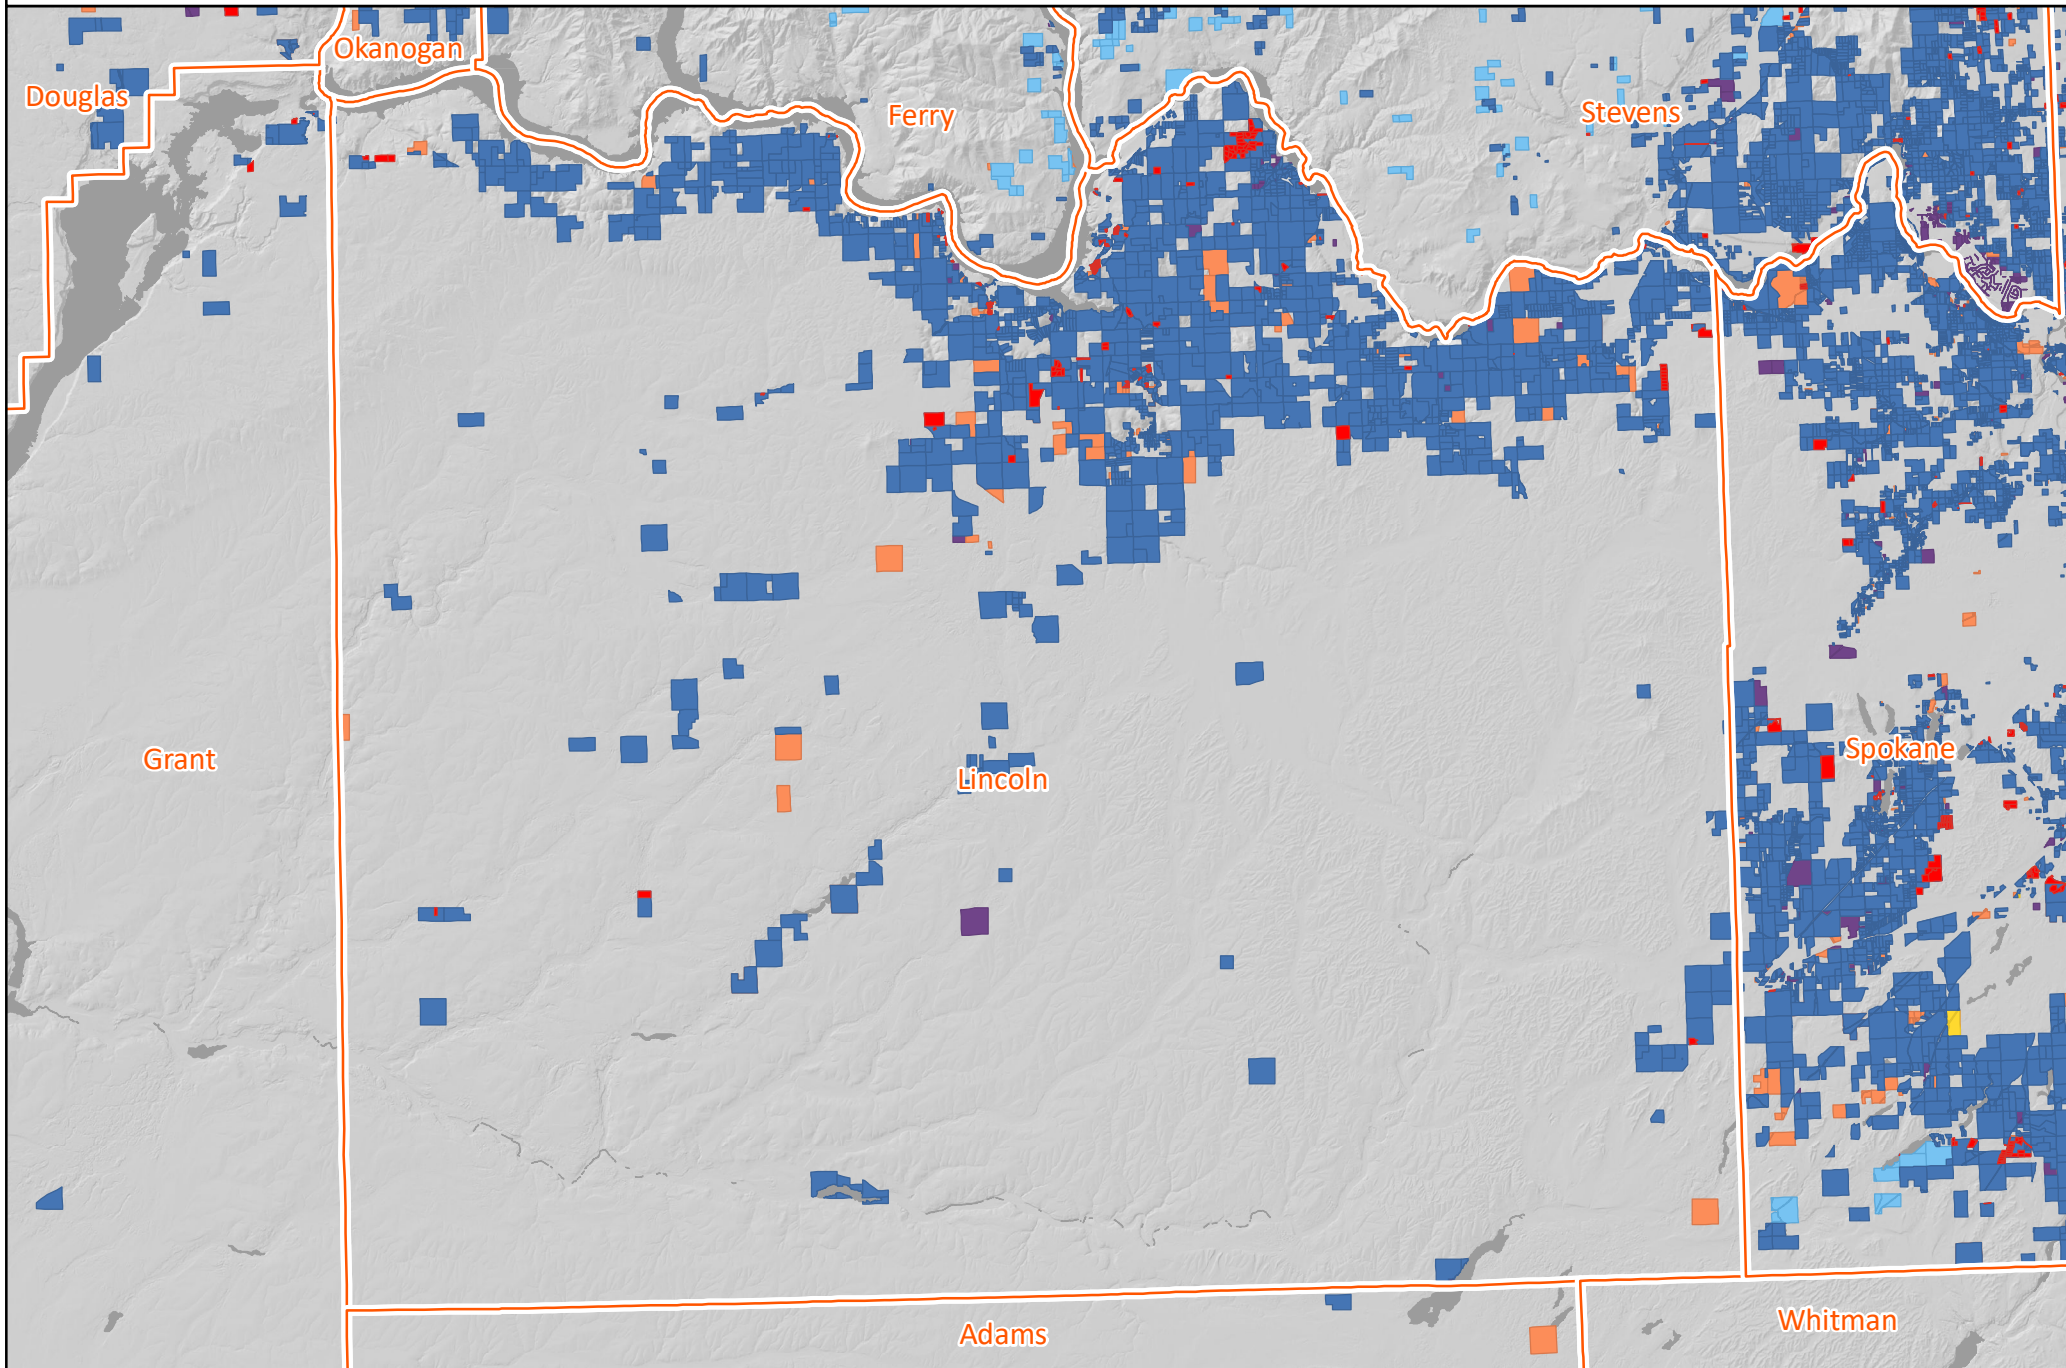 Okanogan
Douglas
Ferry
Stevens
Grant
Lincoln
Spokane
Adams
Whitman